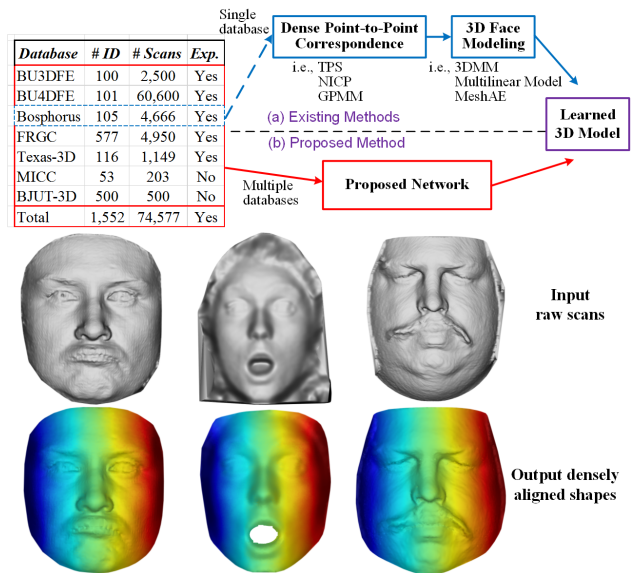 Single
database
Dense Point-to-Point
Correspondence
3D Face
Modeling
Database # ID # Scans Exp.
BU3DFE 100 2,500 Yes
BU4DFE 101 60,600 Yes
Bosphorus 105 4,666 Yes
FRGC 577 4,950 Yes
Texas-3D 116 1,149 Yes
MICC 53 203 No
BJUT-3D 500 500 No
Total 1,552 74,577 Yes
i.e., TPS
NICP
GPMM
i.e., 3DMM
Multilinear Model
MeshAE
(a) Existing Methods
(b) Proposed Method
Learned
3D Model
Multiple
databases
Proposed Network
Input
raw scans
Output densely
aligned shapes